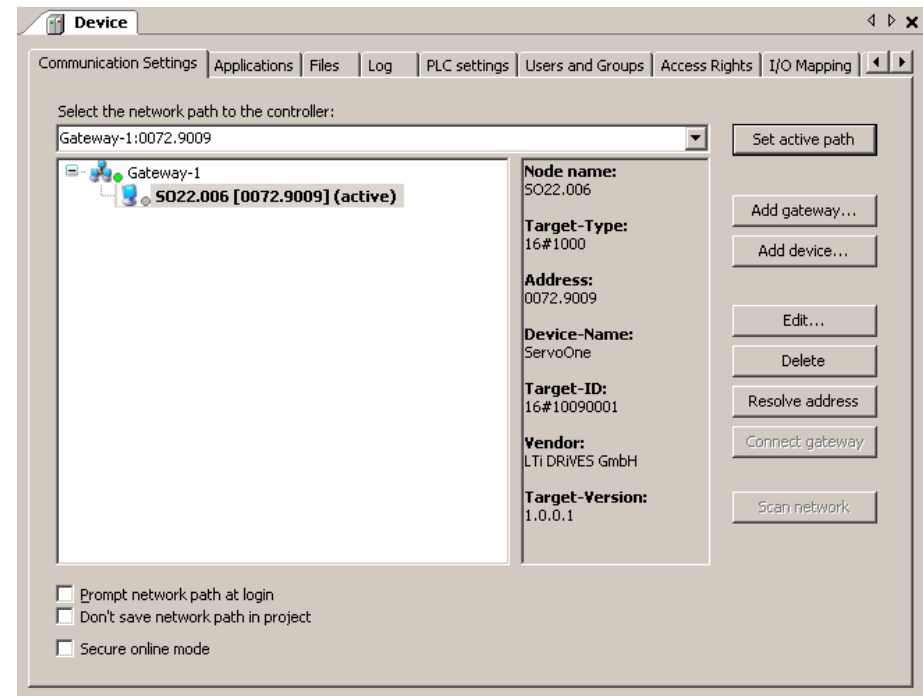 Device
Communication Settings Applications Files Log PLC settings Users and Groups Access Rights I/O Mapping
Select the network path to the controller:
Gateway-1:0072.9009
Set active path
Gateway-1
SO22.006 [0072.9009] (active)
Node name:
SO22.006
Target-Type:
16#1000
Address:
0072.9009
Device-Name:
ServoOne
Target-ID:
16#10090001
Vendor:
LTi DRiVES GmbH
Target-Version:
1.0.0.1
Add gateway...
Add device...
Edit...
Delete
Resolve address
Connect gateway
Scan network
Prompt network path at login
Don't save network path in project
Secure online mode